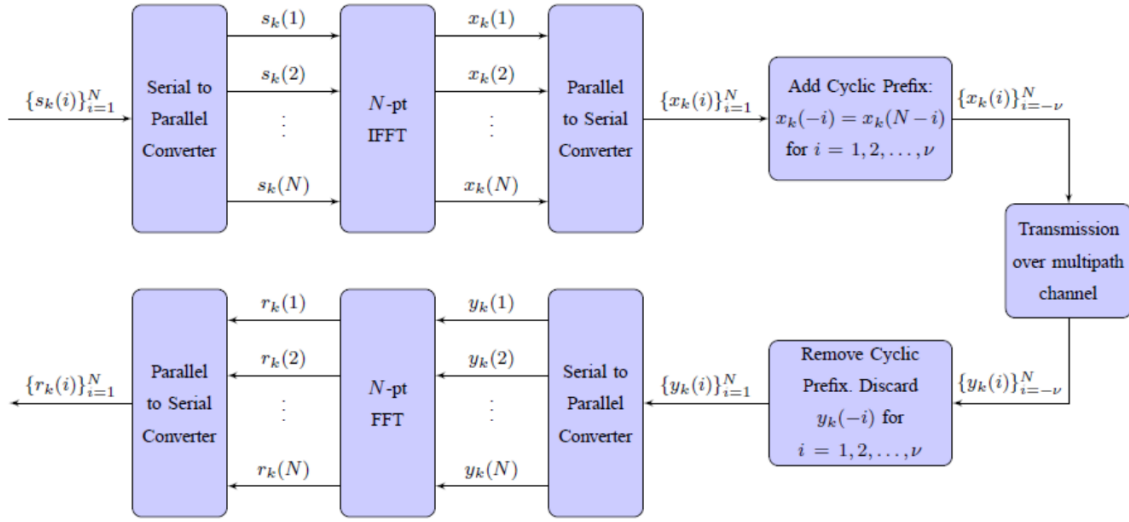 {s_k(i)}_{i=1}^{N}
Serial to
Parallel
Converter
s_k(1)
s_k(2)
⋮
s_k(N)
N-pt
IFFT
x_k(1)
x_k(2)
⋮
x_k(N)
Parallel
to Serial
Converter
{x_k(i)}_{i=1}^{N}
Add Cyclic Prefix:
x_k(−i) = x_k(N−i)
for i = 1, 2, . . . , ν
{x_k(i)}_{i=−ν}^{N}
Transmission
over multipath
channel
{y_k(i)}_{i=−ν}^{N}
Remove Cyclic
Prefix. Discard
y_k(−i) for
i = 1, 2, . . . , ν
{y_k(i)}_{i=1}^{N}
Serial to
Parallel
Converter
y_k(1)
y_k(2)
⋮
y_k(N)
N-pt
FFT
r_k(1)
r_k(2)
⋮
r_k(N)
Parallel
to Serial
Converter
{r_k(i)}_{i=1}^{N}